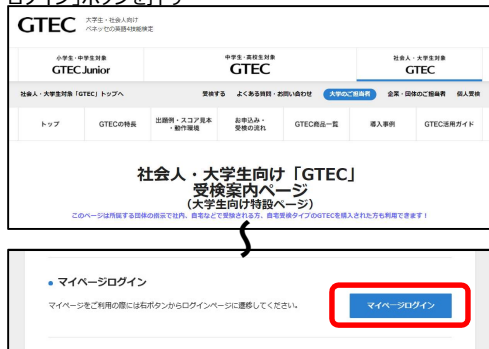 ログイン」ボタンを押下
GTEC 大学生・社会人向け
ベネッセの英語4技能検定
小学生・中学生対象 中学生・高校生対象 社会人・大学生対象
GTEC Junior GTEC GTEC
社会人・大学生対象「GTEC」トップへ 受検する よくある質問・お問い合わせ 大学のご担当者 企業・団体のご担当者 個人受検
トップ GTECの特長 出題例・スコア見本 お申込み・ GTEC商品一覧 導入事例 GTEC活用ガイド
・動作環境 受検の流れ
社会人・大学生向け「GTEC」
受検案内ページ
(大学生向け特設ページ)
このページは所属する団体の指示で社内、自宅などで受検される方、自宅受検タイプのGTECを購入された方も利用できます！
マイページログイン
マイページをご利用の際には右ボタンからログインページに遷移してください。 マイページログイン